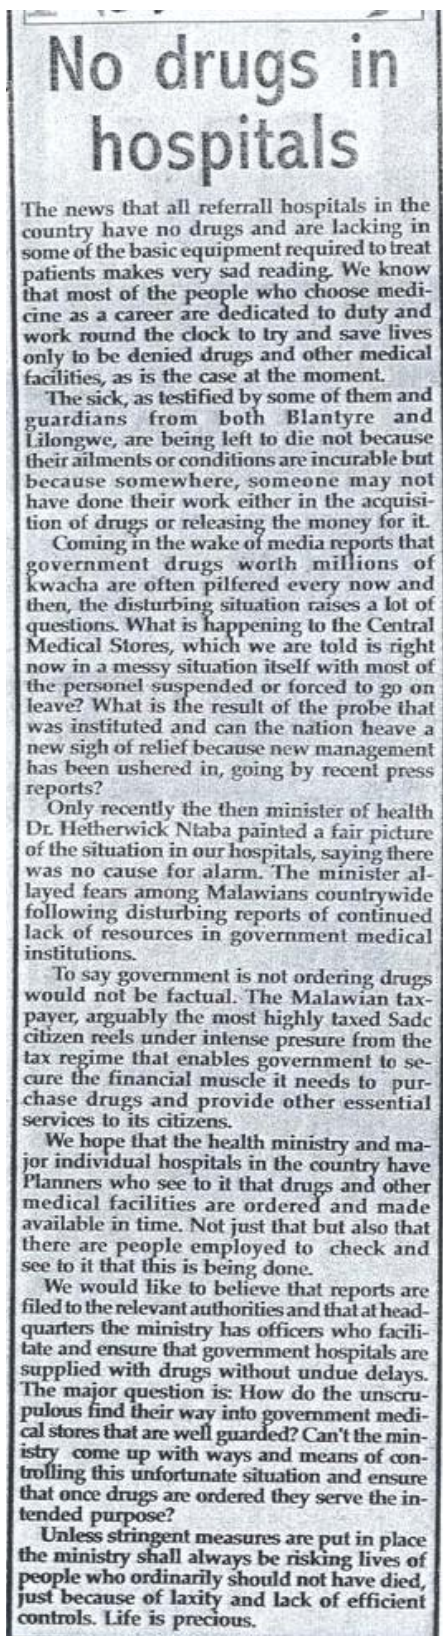 No drugs in
hospitals
The news that all referrall hospitals in the
country have no drugs and are lacking in
some of the basic equipment required to treat
patients makes very sad reading. We know
that most of the people who choose medi-
cine as a career are dedicated to duty and
work round the clock to try and save lives
only to be denied drugs and other medical
facilities, as is the case at the moment.
The sick, as testified by some of them and
guardians from both Blantyre and
Lilongwe, are being left to die not because
their ailments or conditions are incurable but
because somewhere, someone may not
have done their work either in the acquisi-
tion of drugs or releasing the money for it.
Coming in the wake of media reports that
government drugs worth millions of
kwacha are often pilfered every now and
then, the disturbing situation raises a lot of
questions. What is happening to the Central
Medical Stores, which we are told is right
now in a messy situation itself with most of
the personel suspended or forced to go on
leave? What is the result of the probe that
was instituted and can the nation heave a
new sigh of relief because new management
has been ushered in, going by recent press
reports?
Only recently the then minister of health
Dr. Hetherwick Ntaba painted a fair picture
of the situation in our hospitals, saying there
was no cause for alarm. The minister al-
layed fears among Malawians countrywide
following disturbing reports of continued
lack of resources in government medical
institutions.
To say government is not ordering drugs
would not be factual. The Malawian tax-
payer, arguably the most highly taxed Sadc
citizen reels under intense presure from the
tax regime that enables government to se-
cure the financial muscle it needs to pur-
chase drugs and provide other essential
services to its citizens.
We hope that the health ministry and ma-
jor individual hospitals in the country have
Planners who see to it that drugs and other
medical facilities are ordered and made
available in time. Not just that but also that
there are people employed to check and
see to it that this is being done.
We would like to believe that reports are
filed to the relevant authorities and that at head-
quarters the ministry has officers who facili-
tate and ensure that government hospitals are
supplied with drugs without undue delays.
The major question is: How do the unscru-
pulous find their way into government medi-
cal stores that are well guarded? Can't the min-
istry come up with ways and means of con-
trolling this unfortunate situation and ensure
that once drugs are ordered they serve the in-
tended purpose?
Unless stringent measures are put in place
the ministry shall always be risking lives of
people who ordinarily should not have died,
just because of laxity and lack of efficient
controls. Life is precious.